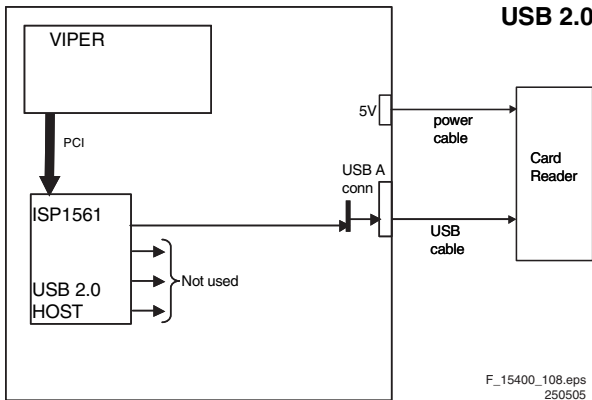 USB 2.0
VIPER
5V
power
cable
PCI
USB A
conn
Card
Reader
ISP1561
USB
cable
Not used
USB 2.0
HOST
F_15400_108.eps
250505